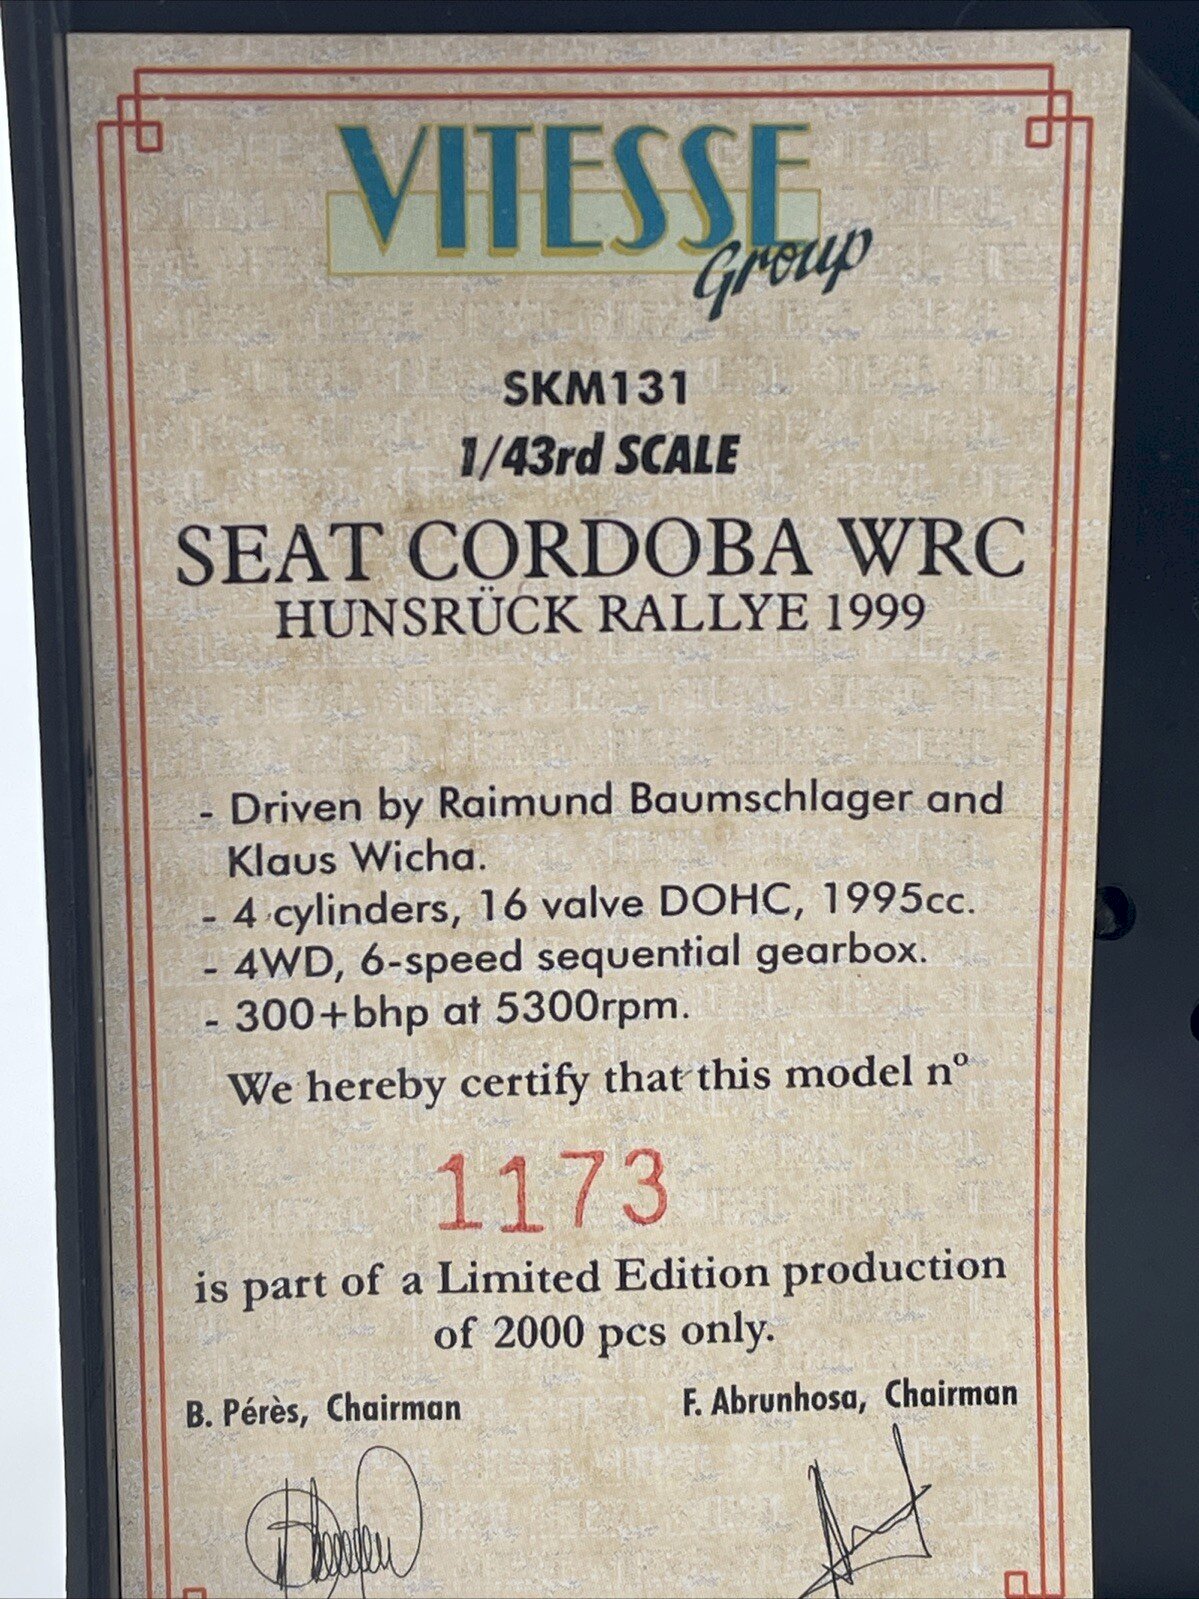 VITESSE
Group
SKM131
1/43rd SCALE
SEAT CORDOBA WRC
HUNSRÜCK RALLYE 1999
- Driven by Raimund Baumschlager and
Klaus Wicha.
- 4 cylinders, 16 valve DOHC, 1995cc.
- 4WD, 6-speed sequential gearbox.
- 300+bhp at 5300rpm.
We hereby certify that this model nº
1173
is part of a Limited Edition production
of 2000 pcs only.
B. Pérès, Chairman F. Abrunhosa, Chairman